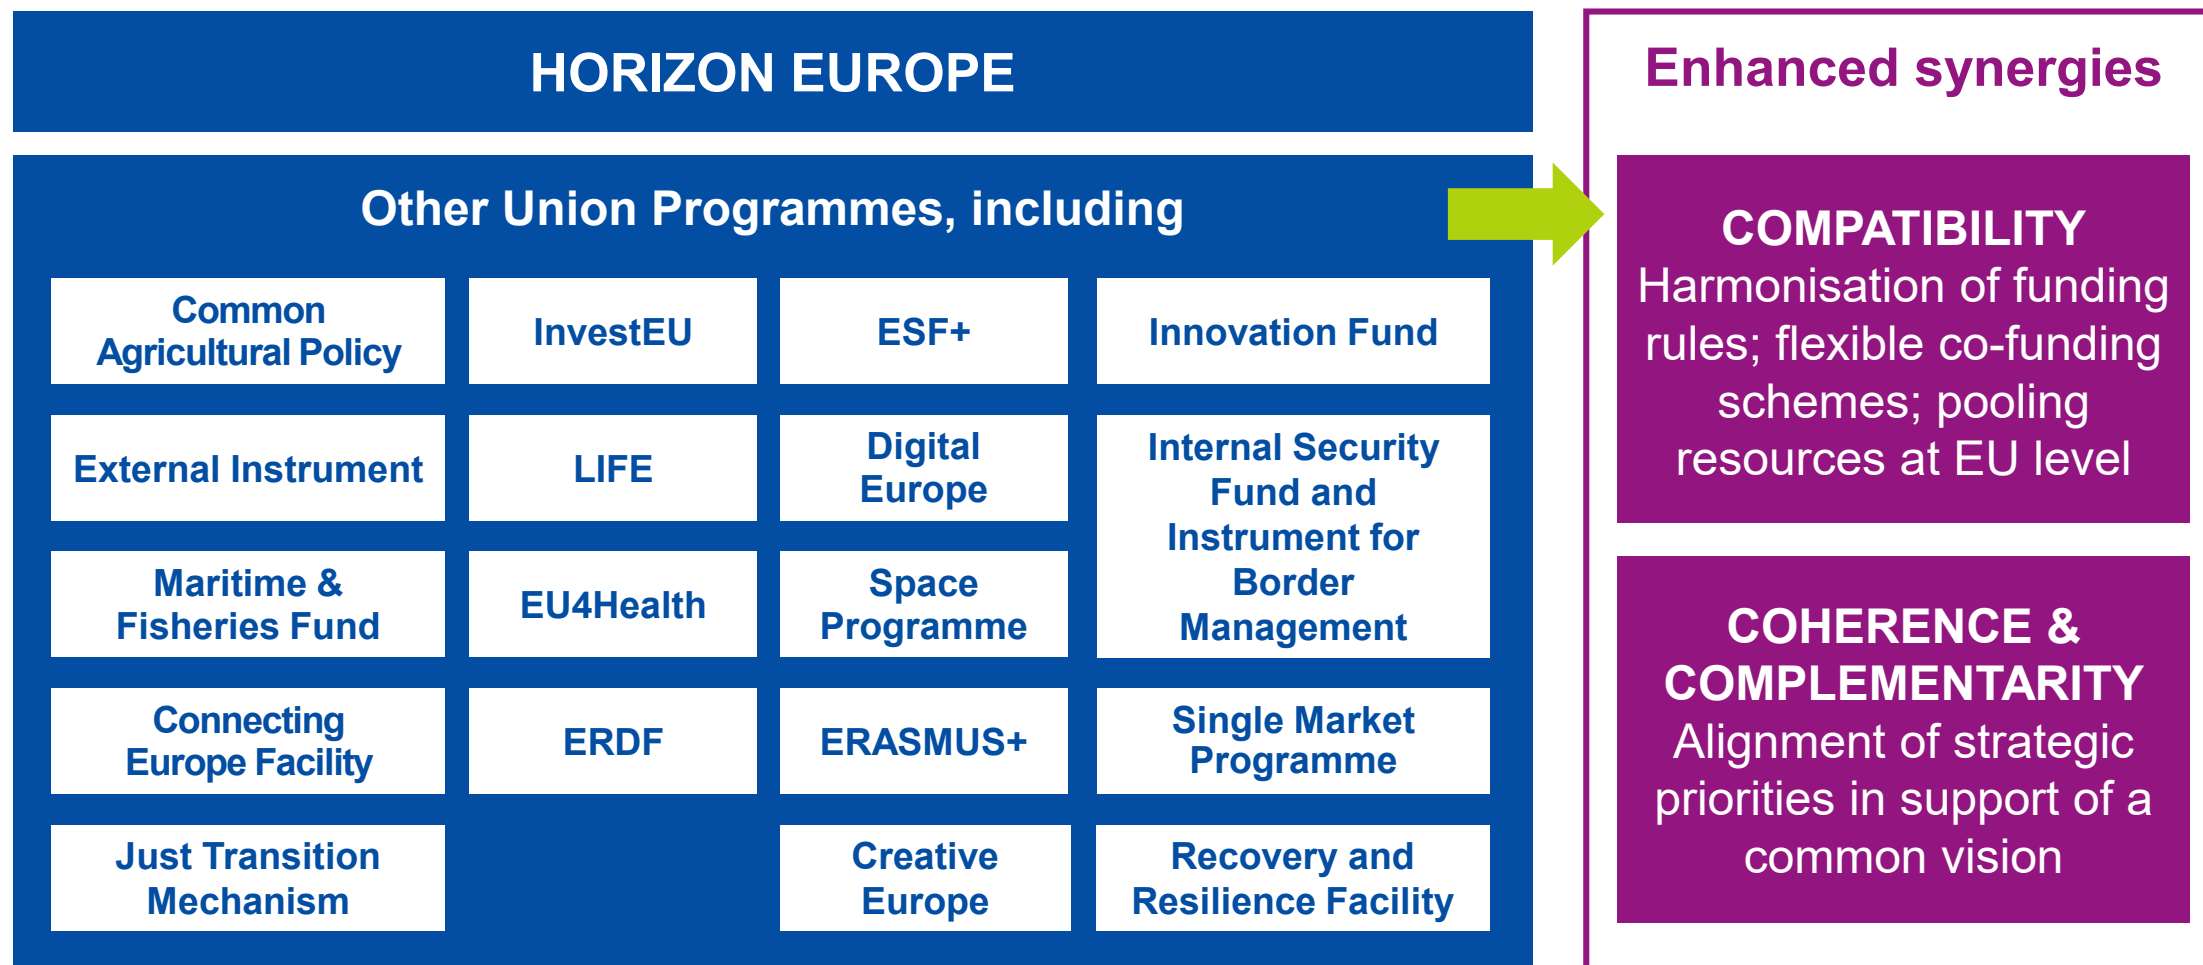 HORIZON EUROPE
Other Union Programmes, including
Common
Agricultural Policy
InvestEU
ESF+
Innovation Fund
External Instrument
LIFE
Digital
Europe
Internal Security
Fund and
Instrument for
Border
Management
Maritime &
Fisheries Fund
EU4Health
Space
Programme
Connecting
Europe Facility
ERDF
ERASMUS+
Single Market
Programme
Just Transition
Mechanism
Creative
Europe
Recovery and
Resilience Facility
Enhanced synergies
COMPATIBILITY
Harmonisation of funding
rules; flexible co-funding
schemes; pooling
resources at EU level
COHERENCE &
COMPLEMENTARITY
Alignment of strategic
priorities in support of a
common vision